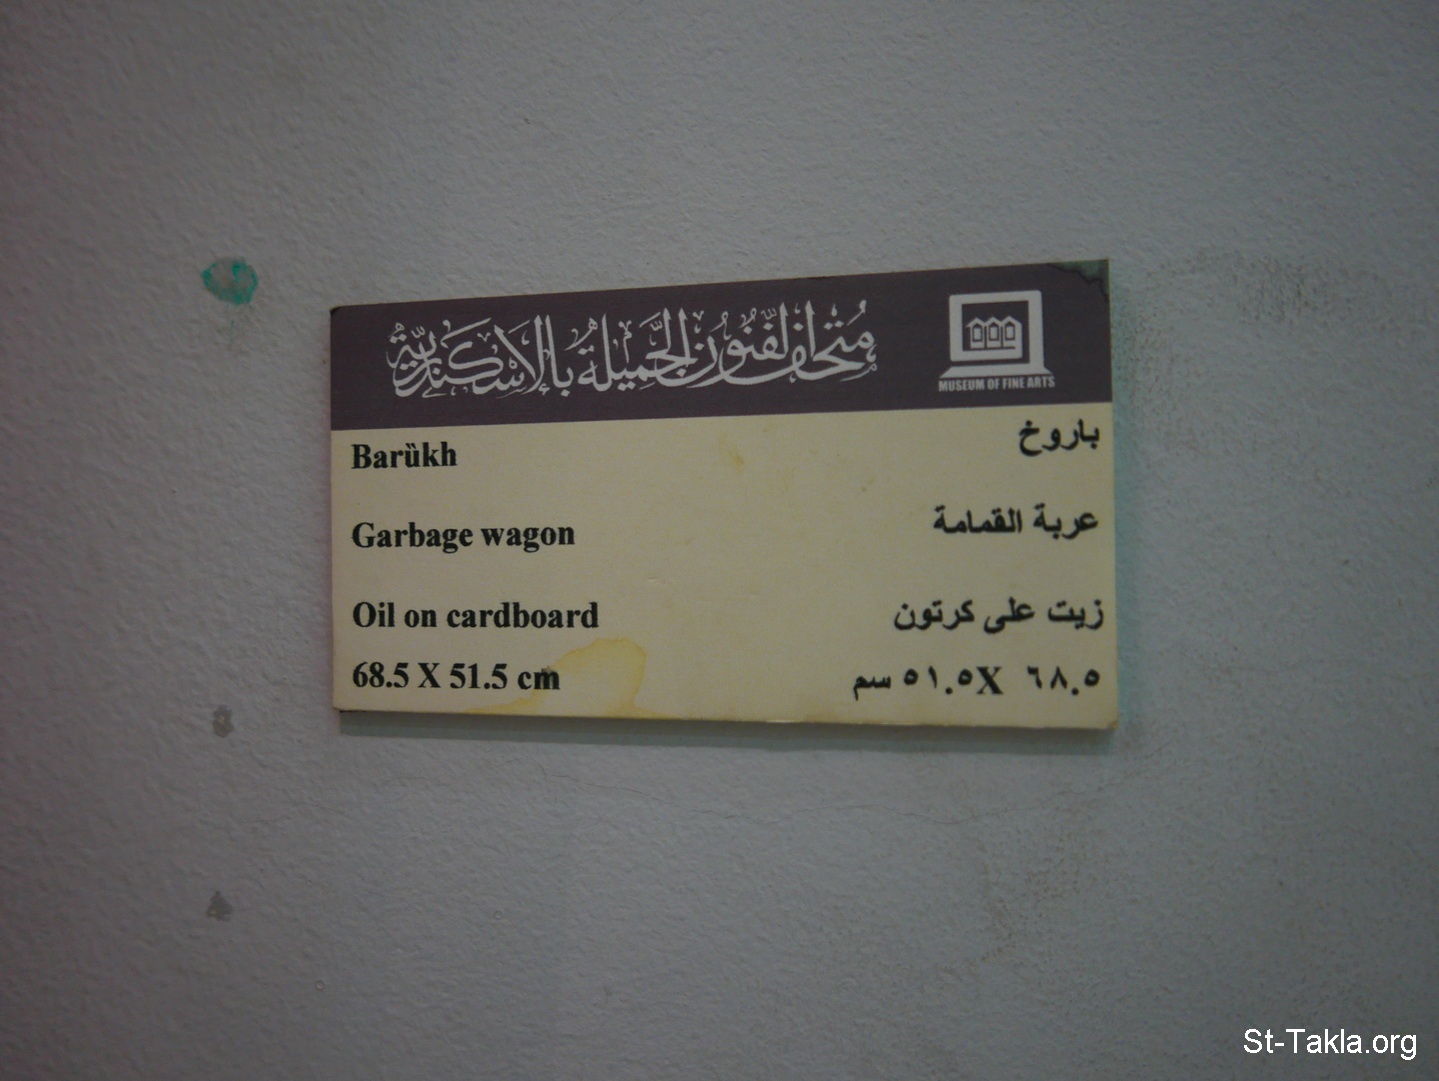 متحف الفنون الجميلة بالإسكندرية
MUSEUM OF FINE ARTS
Barǜkh
باروخ
Garbage wagon
عربة القمامة
Oil on cardboard
زيت على كرتون
68.5 X 51.5 cm
٦٨.٥ X٥١.٥ سم
St-Takla.org